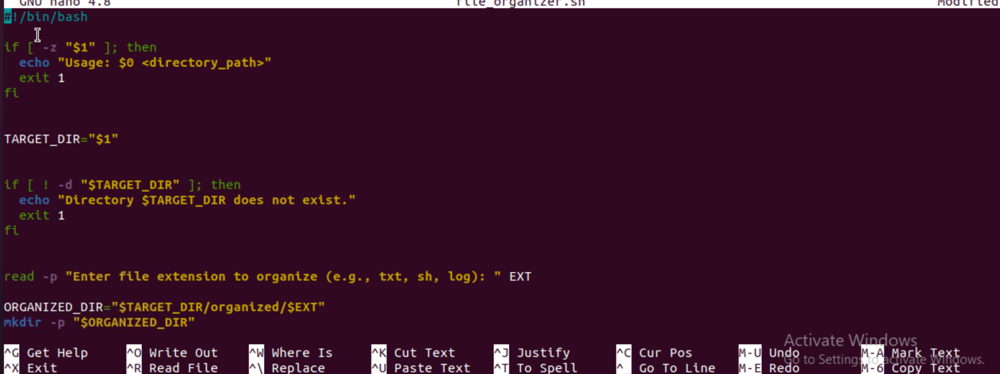 GNU nano 4.8 file_organizer.sh Modified
#!/bin/bash
if [ -z "$1" ]; then
  echo "Usage: $0 <directory_path>"
  exit 1
fi
TARGET_DIR="$1"
if [ ! -d "$TARGET_DIR" ]; then
  echo "Directory $TARGET_DIR does not exist."
  exit 1
fi
read -p "Enter file extension to organize (e.g., txt, sh, log): " EXT
ORGANIZED_DIR="$TARGET_DIR/organized/$EXT"
mkdir -p "$ORGANIZED_DIR"
Activate Windows
Go to Settings to activate Windows.
^G Get Help ^O Write Out ^W Where Is ^K Cut Text ^J Justify ^C Cur Pos M-U Undo M-A Mark Text
^X Exit ^R Read File ^\ Replace ^U Paste Text ^T To Spell ^_ Go To Line M-E Redo M-6 Copy Text